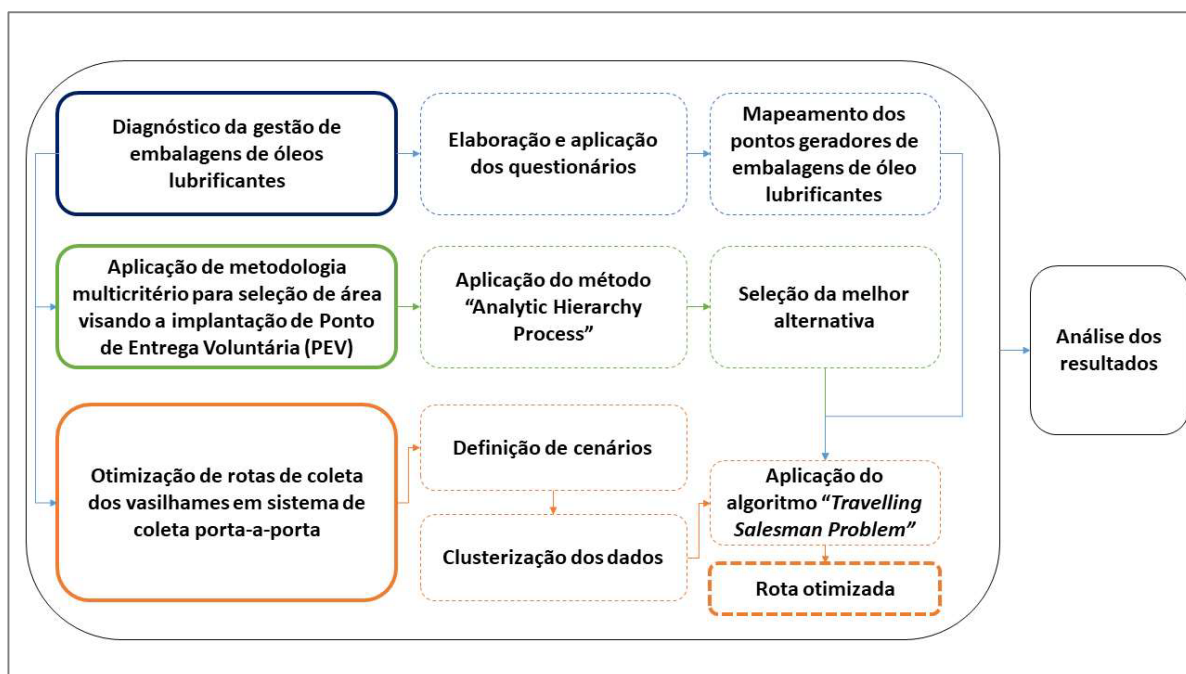 Diagnóstico da gestão de
embalagens de óleos
lubrificantes
Elaboração e aplicação
dos questionários
Mapeamento dos
pontos geradores de
embalagens de óleo
lubrificantes
Aplicação de metodologia
multicritério para seleção de área
visando a implantação de Ponto
de Entrega Voluntária (PEV)
Aplicação do método
“Analytic Hierarchy
Process”
Seleção da melhor
alternativa
Otimização de rotas de coleta
dos vasilhames em sistema de
coleta porta-a-porta
Definição de cenários
Clusterização dos dados
Aplicação do
algoritmo “Travelling
Salesman Problem”
Rota otimizada
Análise dos
resultados